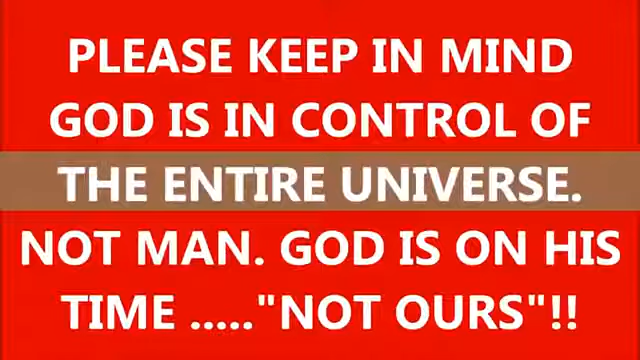 PLEASE KEEP IN MIND
GOD IS IN CONTROL OF
THE ENTIRE UNIVERSE.
NOT MAN. GOD IS ON HIS
TIME ....."NOT OURS"!!